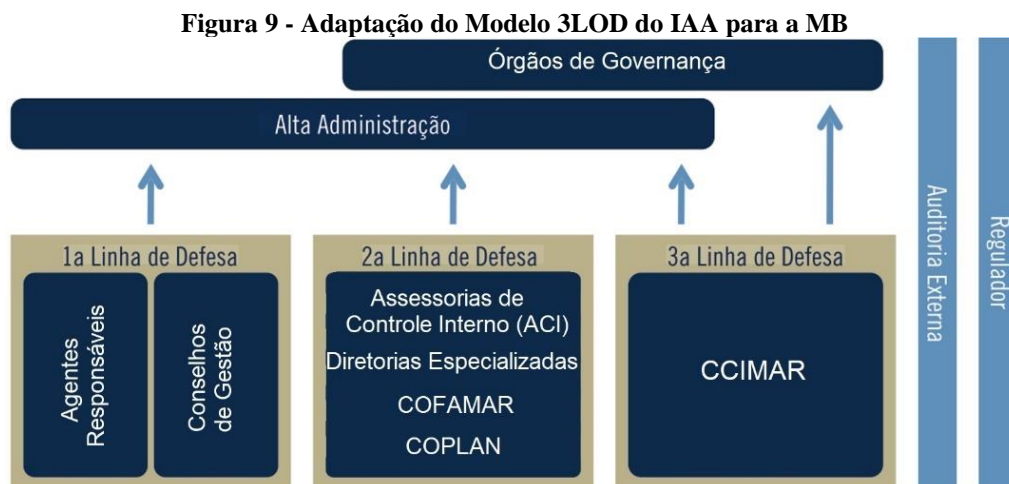 Figura 9 - Adaptação do Modelo 3LOD do IAA para a MB
Órgãos de Governança
Alta Administração
1a Linha de Defesa
Agentes
Responsáveis
Conselhos
de Gestão
2a Linha de Defesa
Assessorias de
Controle Interno (ACI)
Diretorias Especializadas
COFAMAR
COPLAN
3a Linha de Defesa
CCIMAR
Auditoria Externa
Regulador